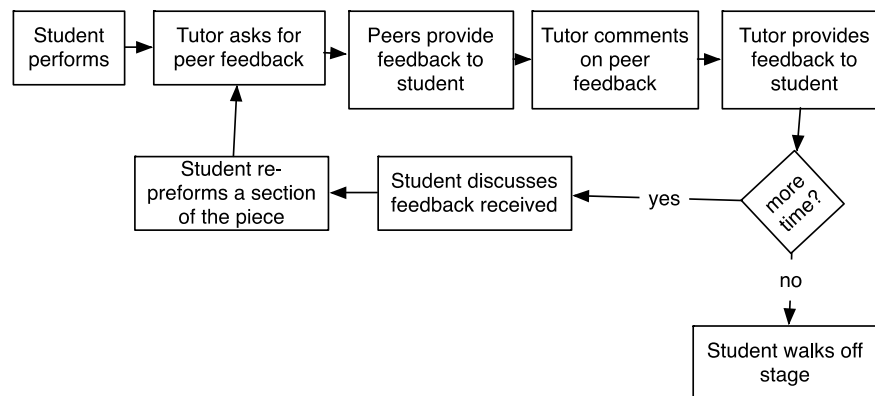 Student
performs
Tutor asks for
peer feedback
Peers provide
feedback to
student
Tutor comments
on peer
feedback
Tutor provides
feedback to
student
more
time?
yes
Student discusses
feedback received
Student re-
preforms a section
of the piece
no
Student walks off
stage